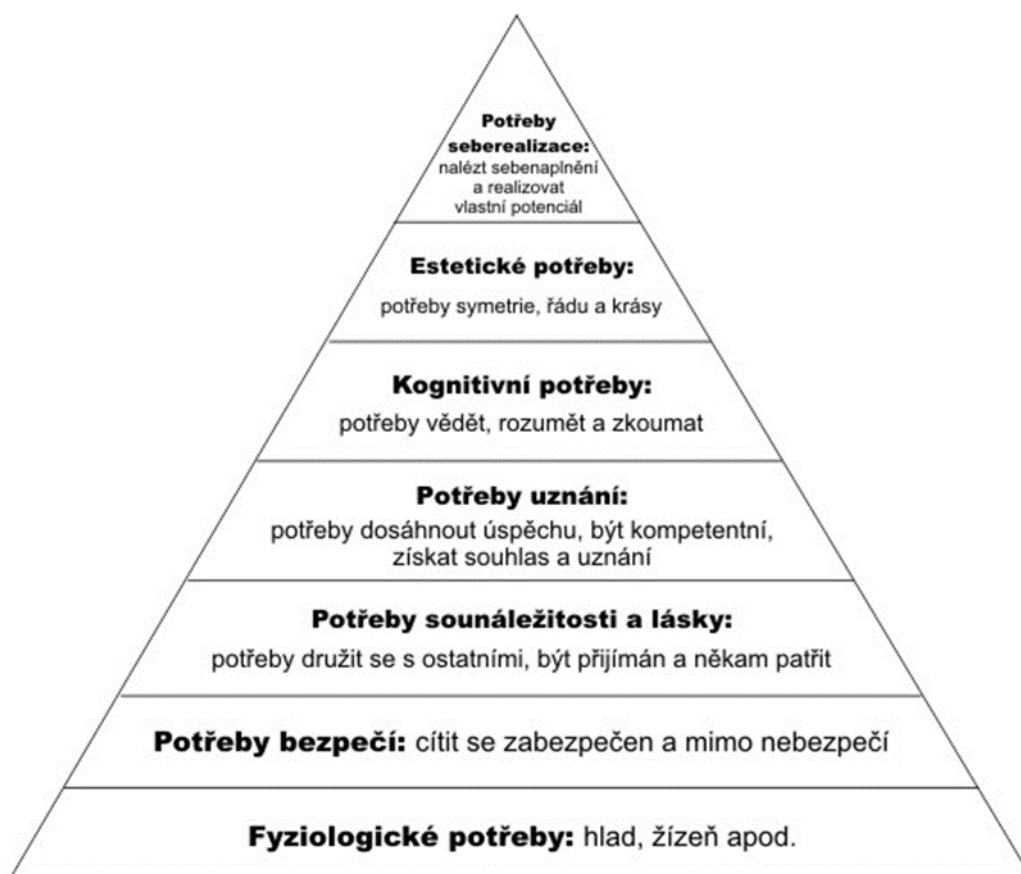 Potřeby
seberealizace:
nalézt sebenaplnění
a realizovat
vlastní potenciál
Estetické potřeby:
potřeby symetrie, řádu a krásy
Kognitivní potřeby:
potřeby vědět, rozumět a zkoumat
Potřeby uznání:
potřeby dosáhnout úspěchu, být kompetentní,
získat souhlas a uznání
Potřeby sounáležitosti a lásky:
potřeby družit se s ostatními, být přijímán a někam patřit
Potřeby bezpečí: cítit se zabezpečen a mimo nebezpečí
Fyziologické potřeby: hlad, žízeň apod.